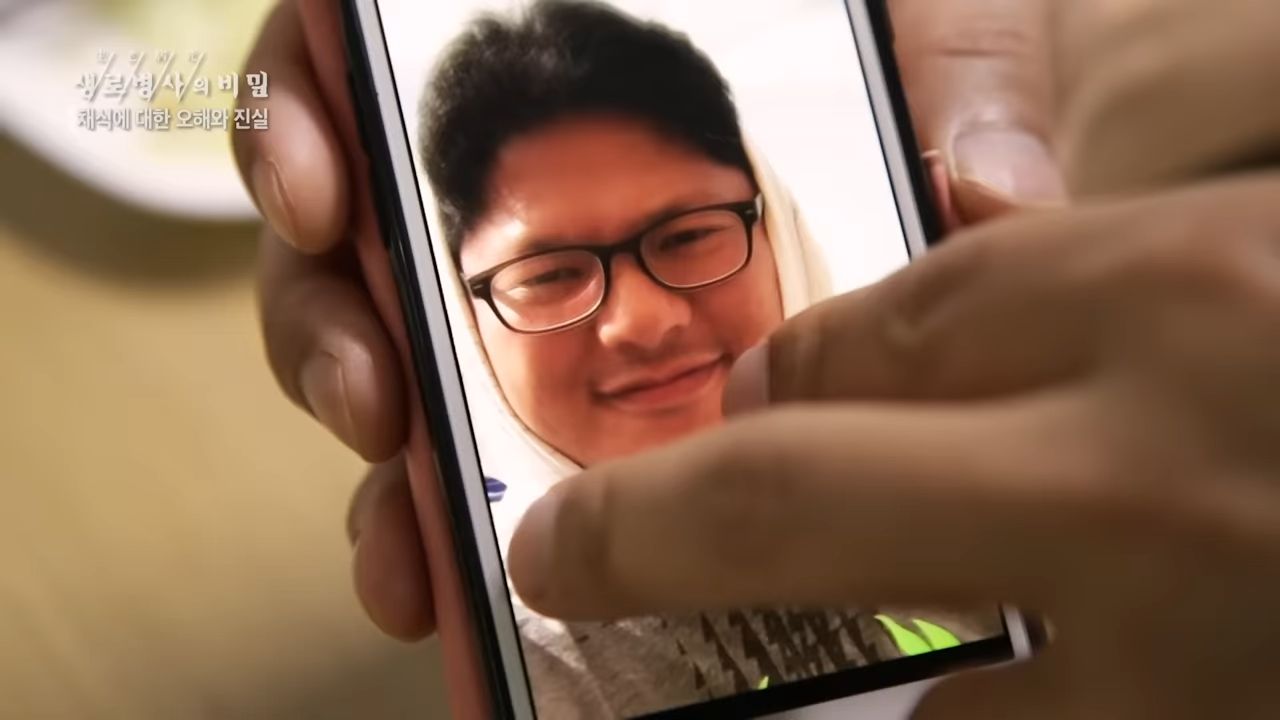 생로병사의 비밀
채식에 대한 오해와 진실